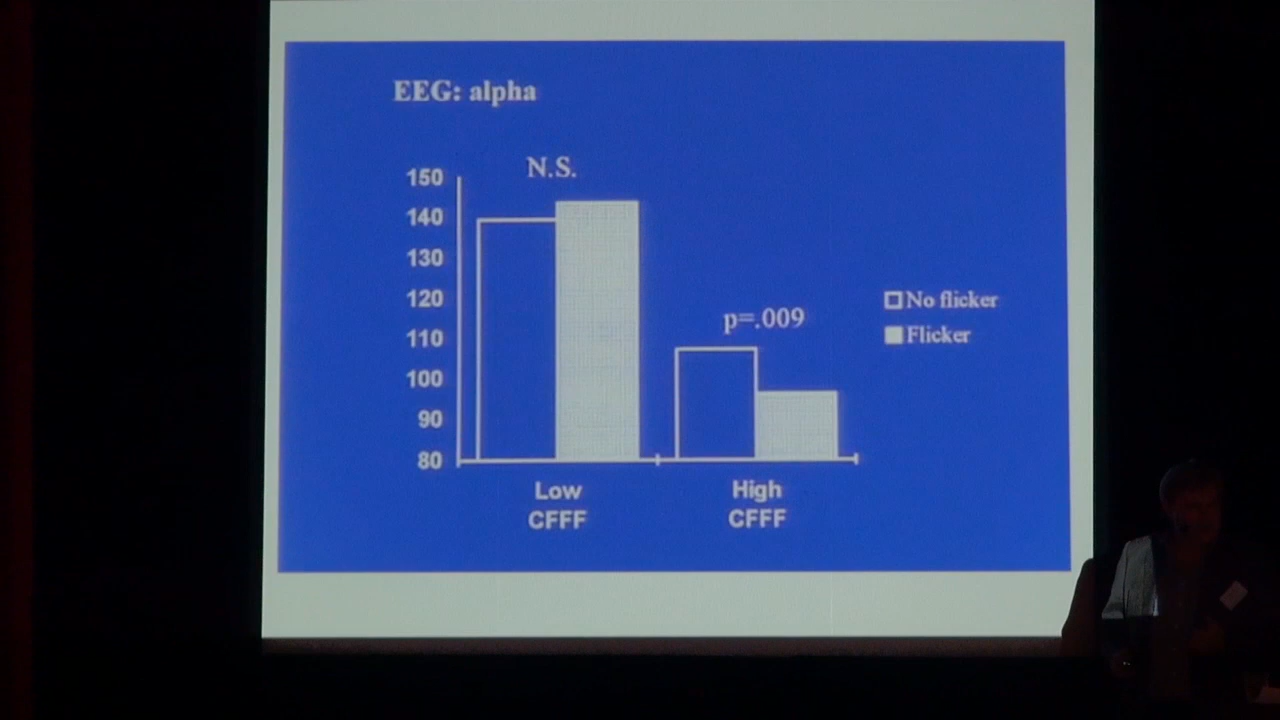 EEG: alpha
N.S.
150
140
130
120
110
100
90
80
p=.009
No flicker
Flicker
Low
CFFF
High
CFFF